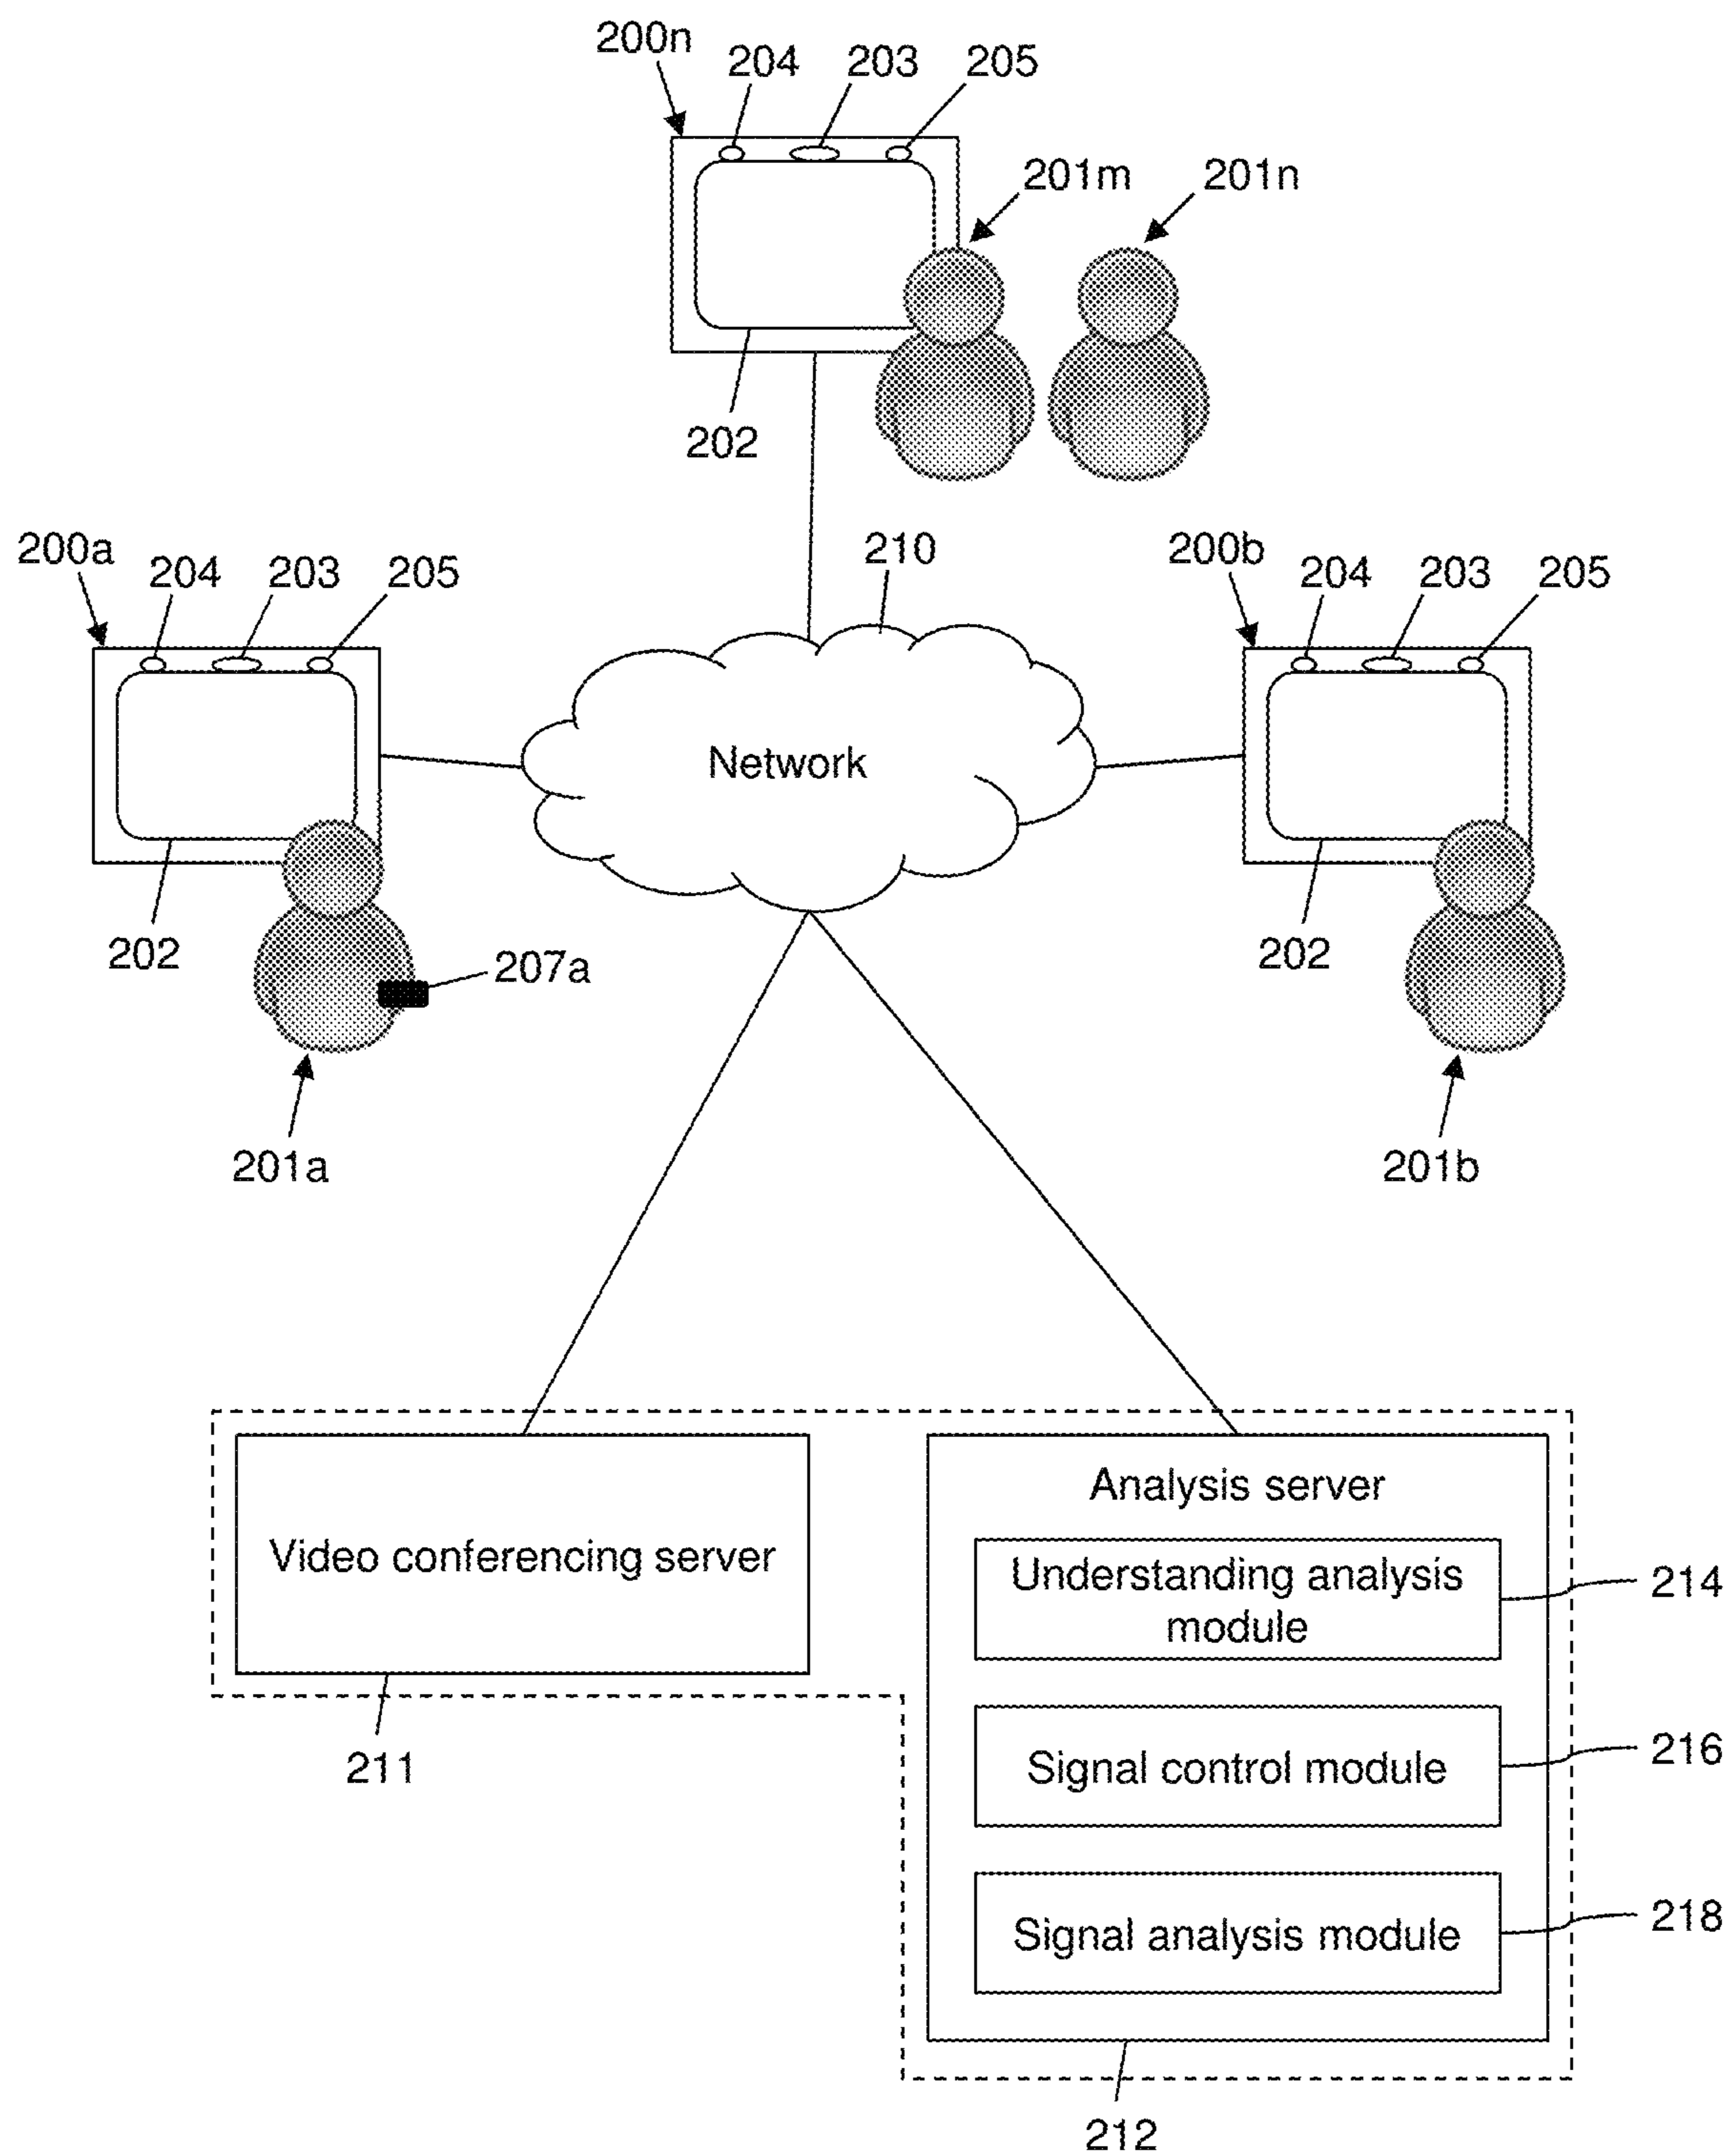 200n
204 203 205
201m 201n
202
210
200a 204 203 205
200b 204 203 205
Network
202
207a
202
201a
201b
Analysis server
Video conferencing server
Understanding analysis
module
214
Signal control module
216
211
Signal analysis module
218
212